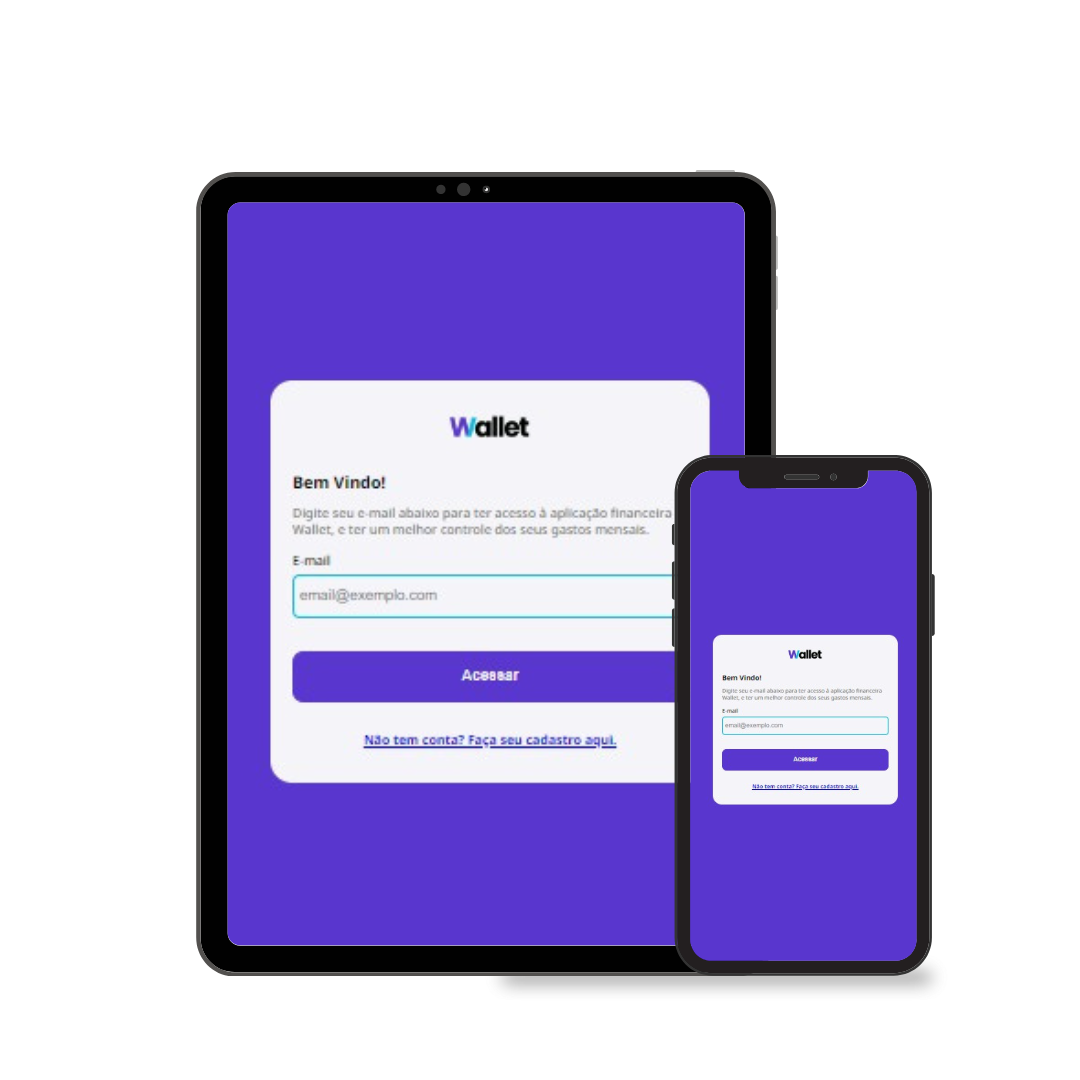 Wallet
Bem Vindo!
Digite seu e-mail abaixo para ter acesso à aplicação financeira
Wallet, e ter um melhor controle dos seus gastos mensais.
E-mail
email@exemplo.com
Acessar
Não tem conta? Faça seu cadastro aqui.
Wallet
Bem Vindo!
Digite seu e-mail abaixo para ter acesso à aplicação financeira
Wallet, e ter um melhor controle dos seus gastos mensais.
E-mail
email@exemplo.com
Acessar
Não tem conta? Faça seu cadastro aqui.